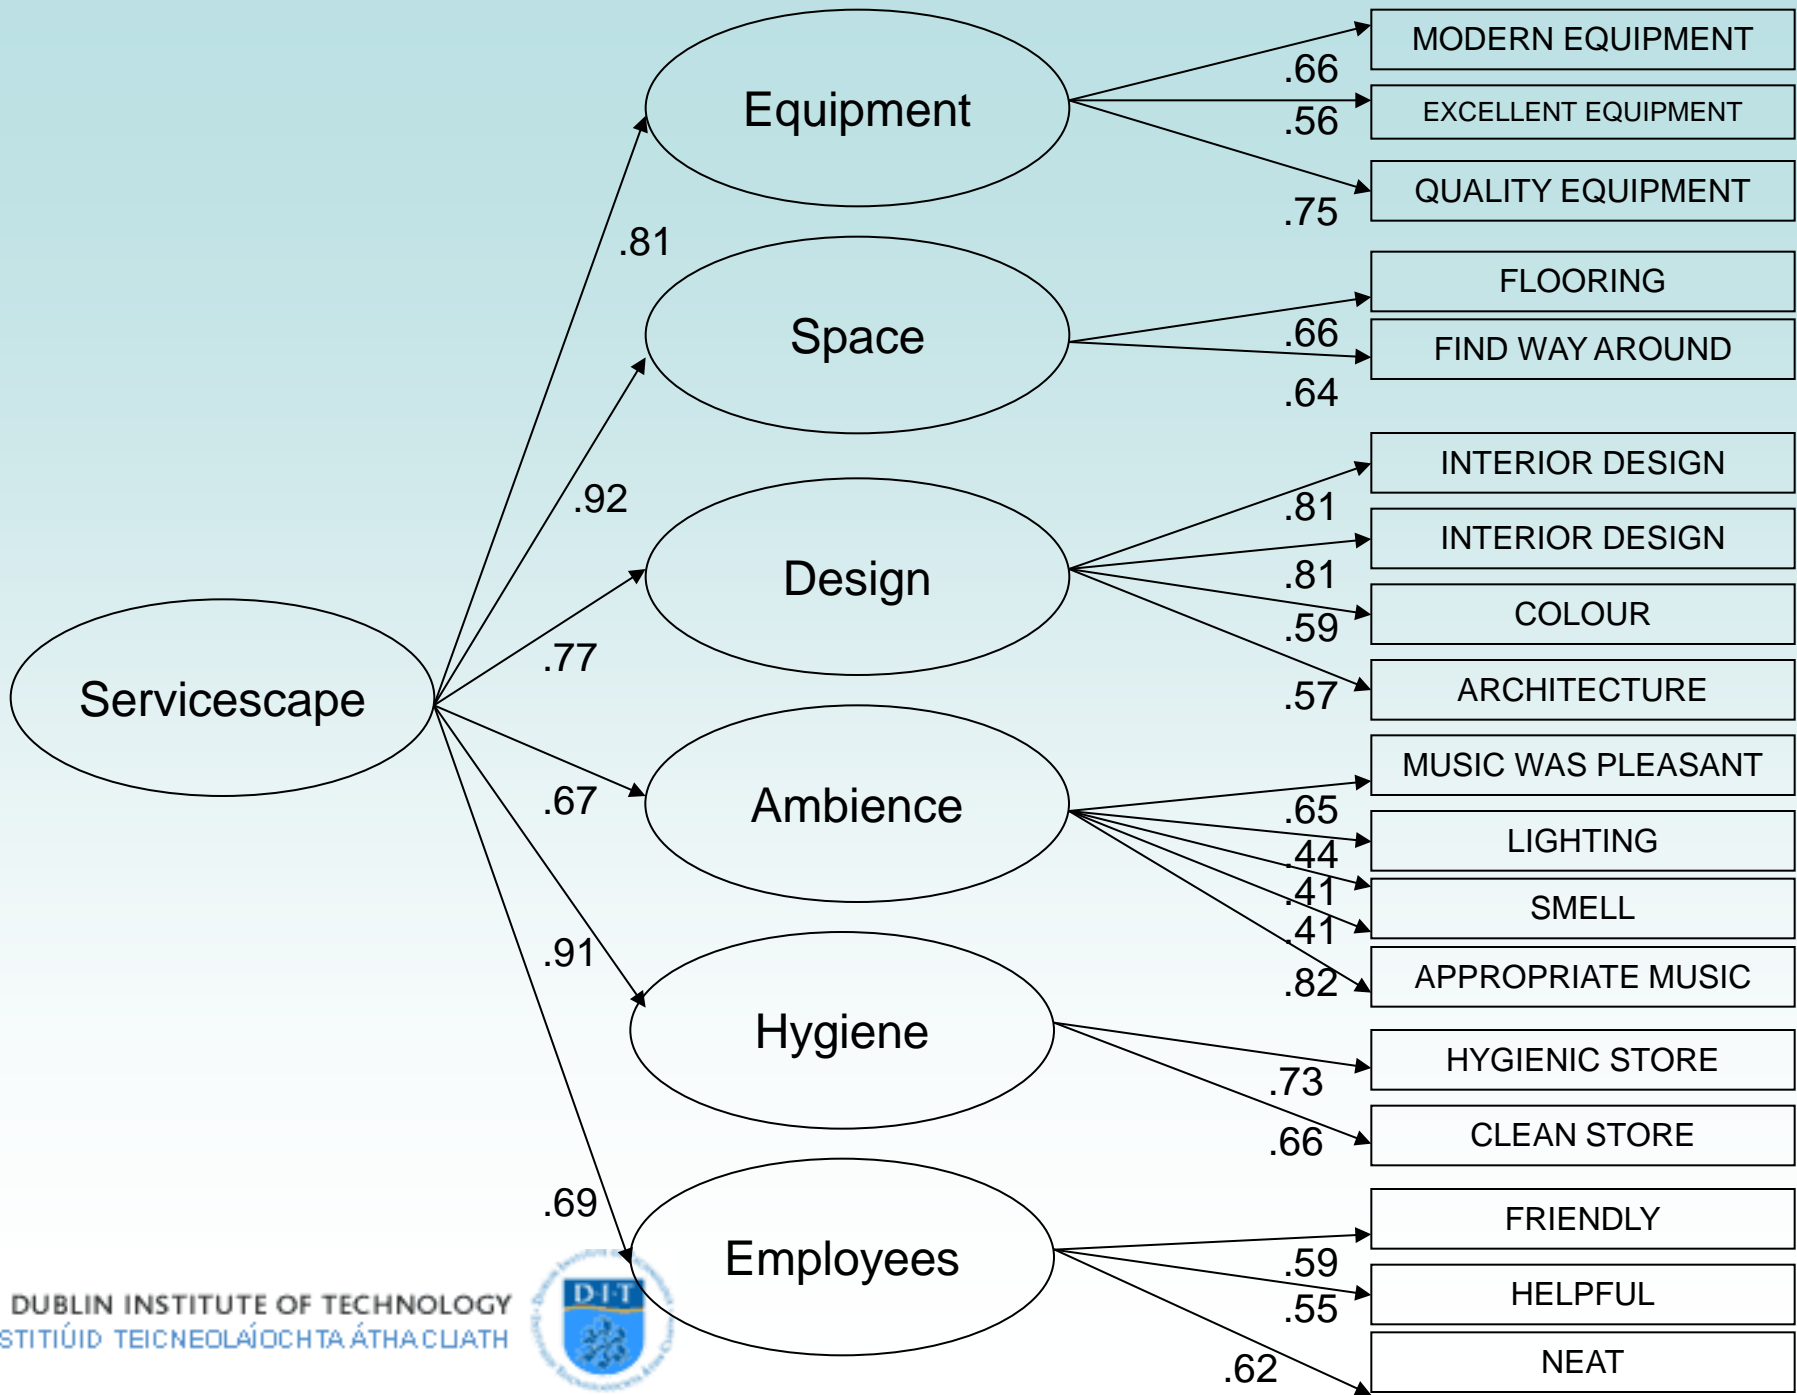 MODERN EQUIPMENT
.66
Equipment
EXCELLENT EQUIPMENT
.56
QUALITY EQUIPMENT
.75
.81
FLOORING
.66
Space
FIND WAY AROUND
.64
.92
INTERIOR DESIGN
.81
INTERIOR DESIGN
.81
Design
COLOUR
.59
.77
ARCHITECTURE
.57
Servicescape
MUSIC WAS PLEASANT
.65
.67
Ambience
LIGHTING
.44
.41
SMELL
.41
APPROPRIATE MUSIC
.82
.91
Hygiene
HYGIENIC STORE
.73
CLEAN STORE
.66
.69
FRIENDLY
.59
Employees
HELPFUL
.55
NEAT
.62
DUBLIN INSTITUTE OF TECHNOLOGY
STITIÚID TEICNEOLAÍOCHTA ÁTHA CLIATH
D·I·T